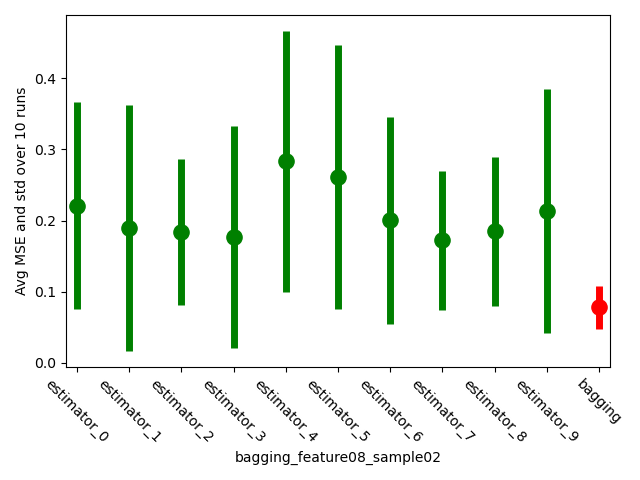 Avg MSE and std over 10 runs
0.4
0.3
0.2
0.1
0.0
estimator_0
estimator_1
estimator_2
estimator_3
estimator_4
estimator_5
estimator_6
estimator_7
estimator_8
estimator_9
bagging
bagging_feature08_sample02